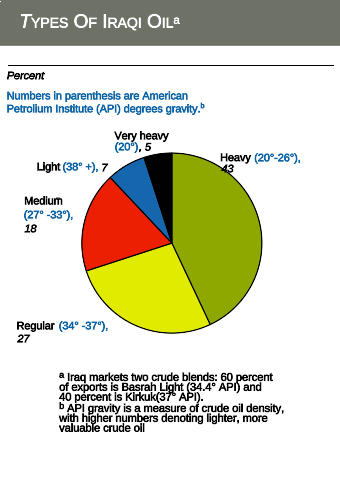 TYPES OF IRAQI OILa
Percent
Numbers in parenthesis are American
Petrolium Institute (API) degrees gravity.b
Very heavy
(20°), 5
Heavy (20°-26°),
43
Light (38° +), 7
Medium
(27° -33°),
18
Regular (34° -37°),
27
a Iraq markets two crude blends: 60 percent
of exports is Basrah Light (34.4° API) and
40 percent is Kirkuk(37° API).
b API gravity is a measure of crude oil density,
with higher numbers denoting lighter, more
valuable crude oil